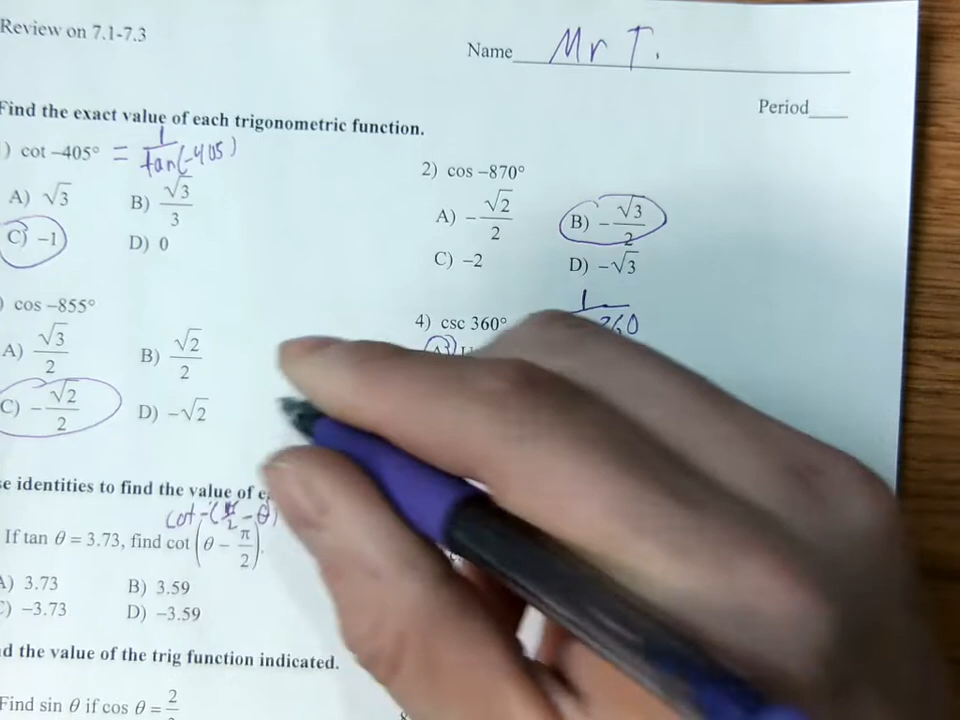 Review on 7.1-7.3
Name Mr T.
Period
Find the exact value of each trigonometric function.
) cot −405° = 1/tan(-405)
A) √3
B) √3/3
C) −1
D) 0
2) cos −870°
A) −√2/2
B) −√3/2
C) −2
D) −√3
) cos −855°
A) √3/2
B) √2/2
C) −√2/2
D) −√2
4) csc 360° 1/ 360
A)
se identities to find the value of
cot -(π/2 - θ)
If tan θ = 3.73, find cot(θ − π/2).
A) 3.73
B) 3.59
C) −3.73
D) −3.59
d the value of the trig function indicated.
Find sin θ if cos θ = 2/